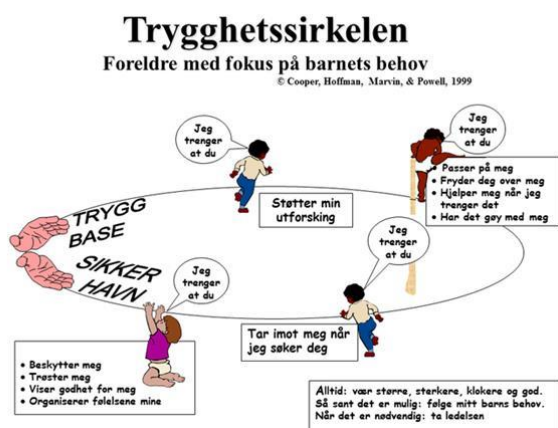 Trygghetssirkelen
Foreldre med fokus på barnets behov
© Cooper, Hoffman, Marvin, & Powell, 1999
Jeg
trenger
at du
Støtter min
utforsking
Jeg
trenger
at du
• Passer på meg
• Fryder deg over meg
• Hjelper meg når jeg
trenger det
• Har det gøy med meg
TRYGG
BASE
SIKKER
HAVN
Jeg
trenger
at du
Tar imot meg når
jeg søker deg
Jeg
trenger
at du
• Beskytter meg
• Trøster meg
• Viser godhet for meg
• Organiserer følelsene mine
Alltid: vær større, sterkere, klokere og god.
Så sant det er mulig: følge mitt barns behov.
Når det er nødvendig: ta ledelsen